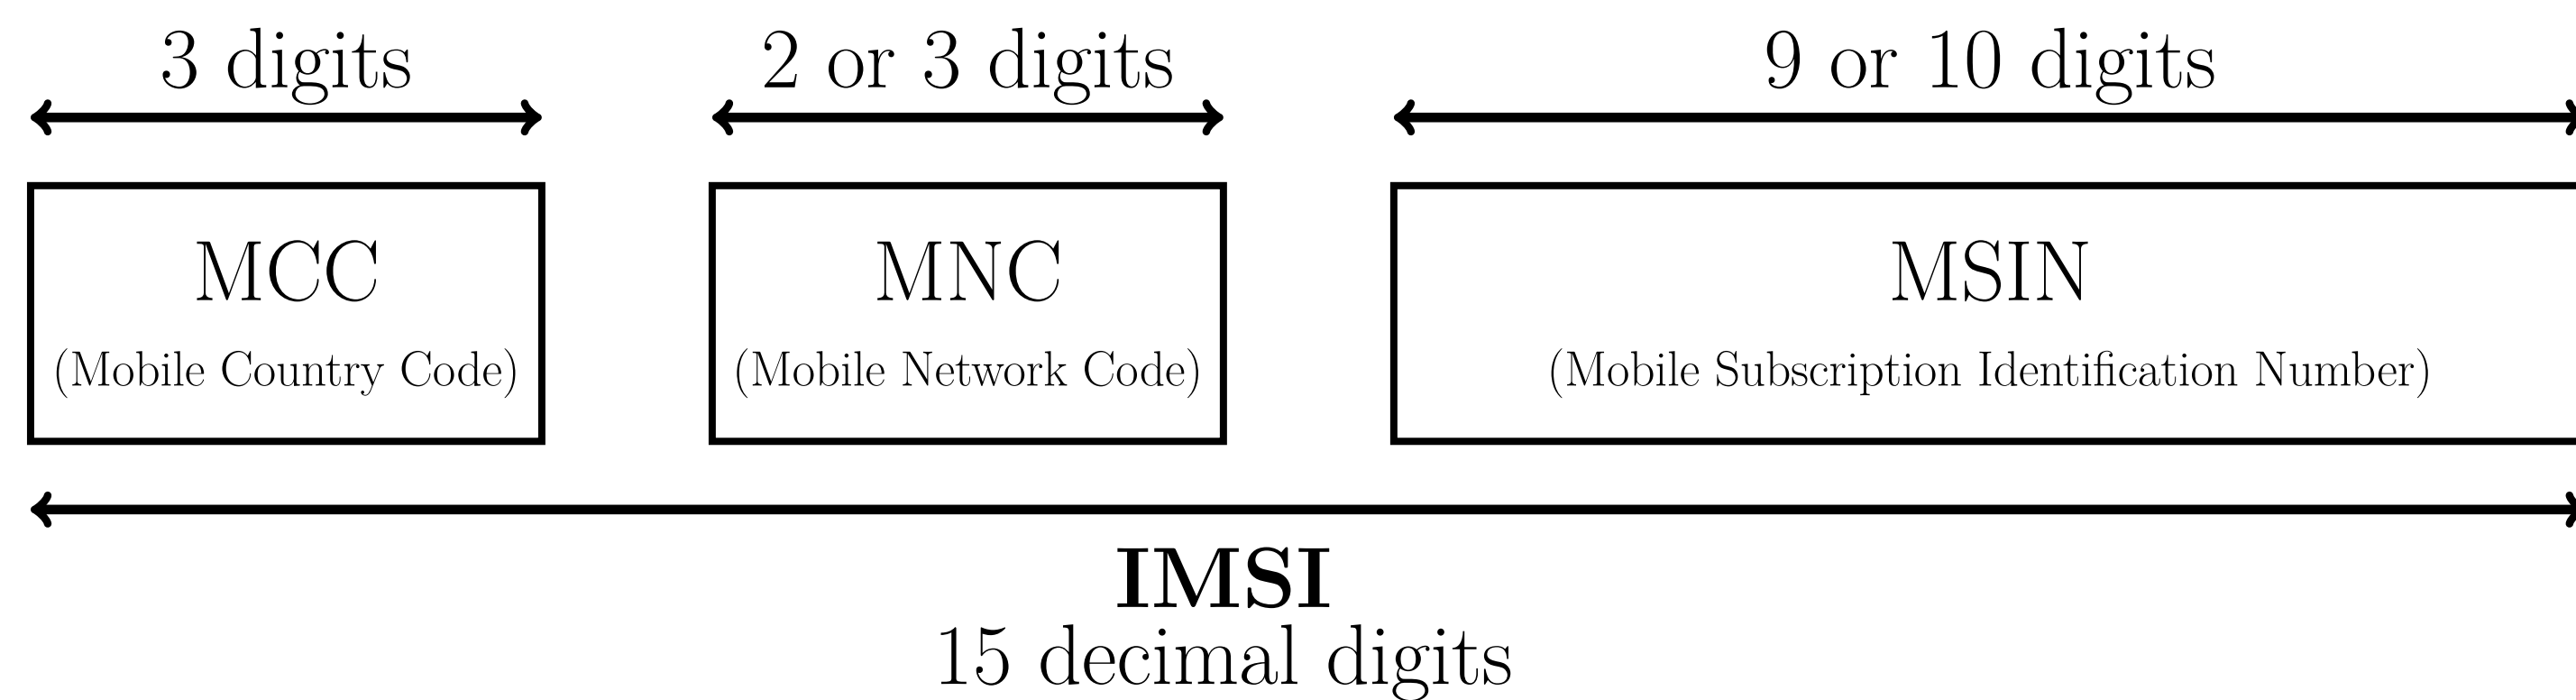 3 digits
2 or 3 digits
9 or 10 digits
MCC
(Mobile Country Code)
MNC
(Mobile Network Code)
MSIN
(Mobile Subscription Identification Number)
IMSI
15 decimal digits